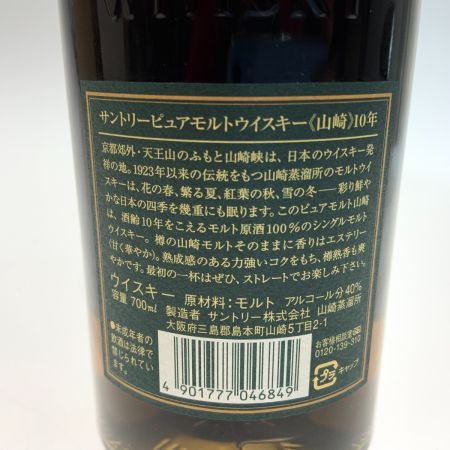 サントリーピュアモルトウイスキー《山崎》10年
京都郊外・天王山のふもと山崎峡は、日本のウイスキー発
祥の地。1923年以来の伝統をもつ山崎蒸溜所のモルトウイ
スキーは、花の春、繁る夏、紅葉の秋、雪の冬―彩り鮮や
かな日本の四季を幾重にも眠ります。このピュアモルト山崎
は、酒齢10年をこえるモルト原酒100%のシングルモルト
ウイスキー。樽の山崎モルトそのままに香りはエステリー
(甘く華やか)。熟成感のある力強いコクをもち、樽熟香も爽
やかです。最初の一杯はぜひ、ストレートでお楽しみ下さい。
ウイスキー 原材料:モルト アルコール分40%
容量 700ml 製造者 サントリー株式会社 山崎蒸溜所
大阪府三島郡島本町山崎5丁目2-1
●未成年者の
飲酒は法律で
禁じられてい
ます。
お客様相談室
0120-139-310
プラ キャップ
4 901777 046849